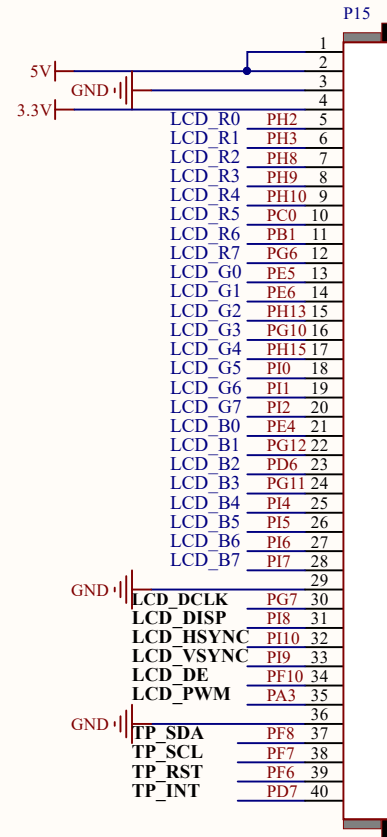 P15
1
5V 2
GND 3
3.3V 4
LCD_R0 PH2 5
LCD_R1 PH3 6
LCD_R2 PH8 7
LCD_R3 PH9 8
LCD_R4 PH10 9
LCD_R5 PC0 10
LCD_R6 PB1 11
LCD_R7 PG6 12
LCD_G0 PE5 13
LCD_G1 PE6 14
LCD_G2 PH13 15
LCD_G3 PG10 16
LCD_G4 PH15 17
LCD_G5 PI0 18
LCD_G6 PI1 19
LCD_G7 PI2 20
LCD_B0 PE4 21
LCD_B1 PG12 22
LCD_B2 PD6 23
LCD_B3 PG11 24
LCD_B4 PI4 25
LCD_B5 PI5 26
LCD_B6 PI6 27
LCD_B7 PI7 28
GND 29
LCD_DCLK PG7 30
LCD_DISP PI8 31
LCD_HSYNC PI10 32
LCD_VSYNC PI9 33
LCD_DE PF10 34
LCD_PWM PA3 35
GND 36
TP_SDA PF8 37
TP_SCL PF7 38
TP_RST PF6 39
TP_INT PD7 40